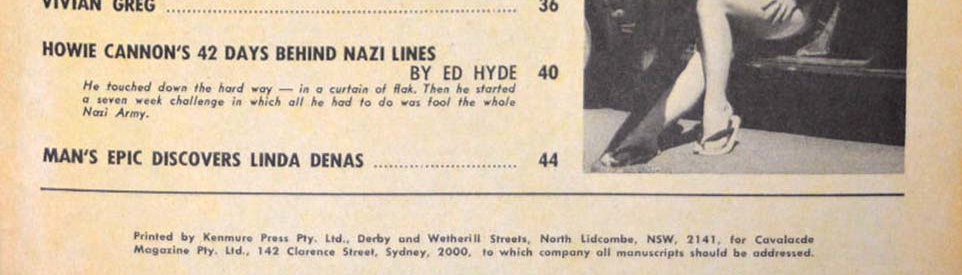 VIVIAN GREG ........................................................ 36
HOWIE CANNON'S 42 DAYS BEHIND NAZI LINES
BY ED HYDE 40
He touched down the hard way — in a curtain of flak. Then he started
a seven week challenge in which all he had to do was fool the whole
Nazi Army.
MAN'S EPIC DISCOVERS LINDA DENAS .......................... 44
Printed by Kenmure Press Pty. Ltd., Derby and Wetherill Streets, North Lidcombe, NSW, 2141, for Cavalacde
Magazine Pty. Ltd., 142 Clarence Street, Sydney, 2000, to which company all manuscripts should be addressed.